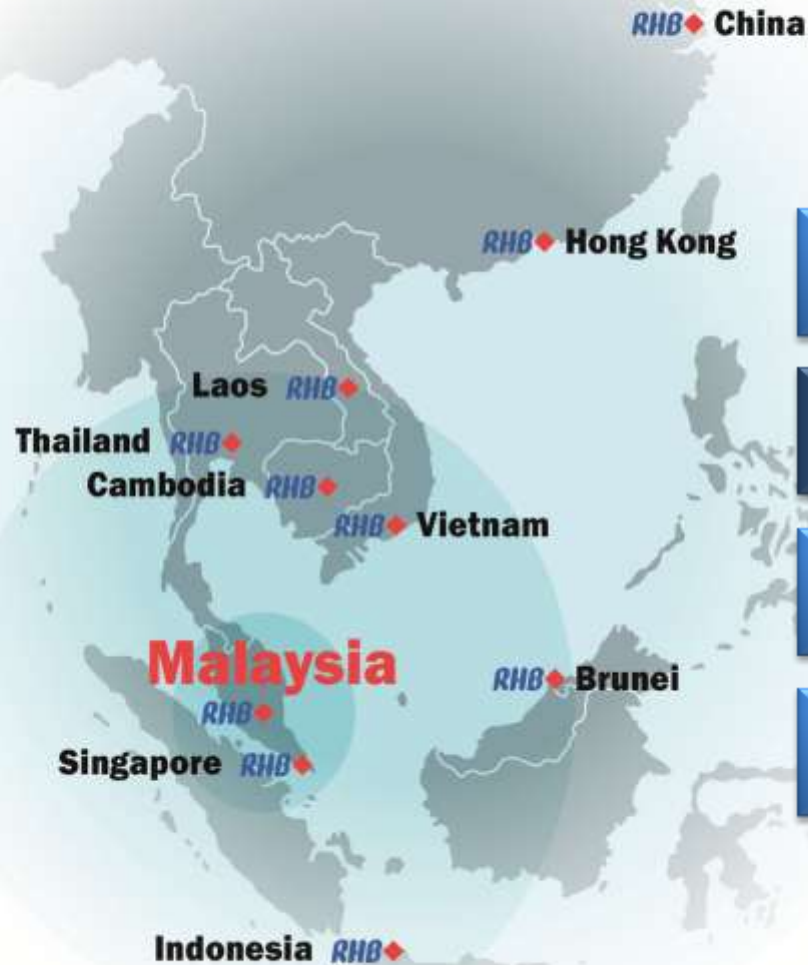 RHB China
RHB Hong Kong
Laos RHB
Thailand RHB
Cambodia RHB
RHB Vietnam
Malaysia
RHB
RHB Brunei
Singapore RHB
Indonesia RHB